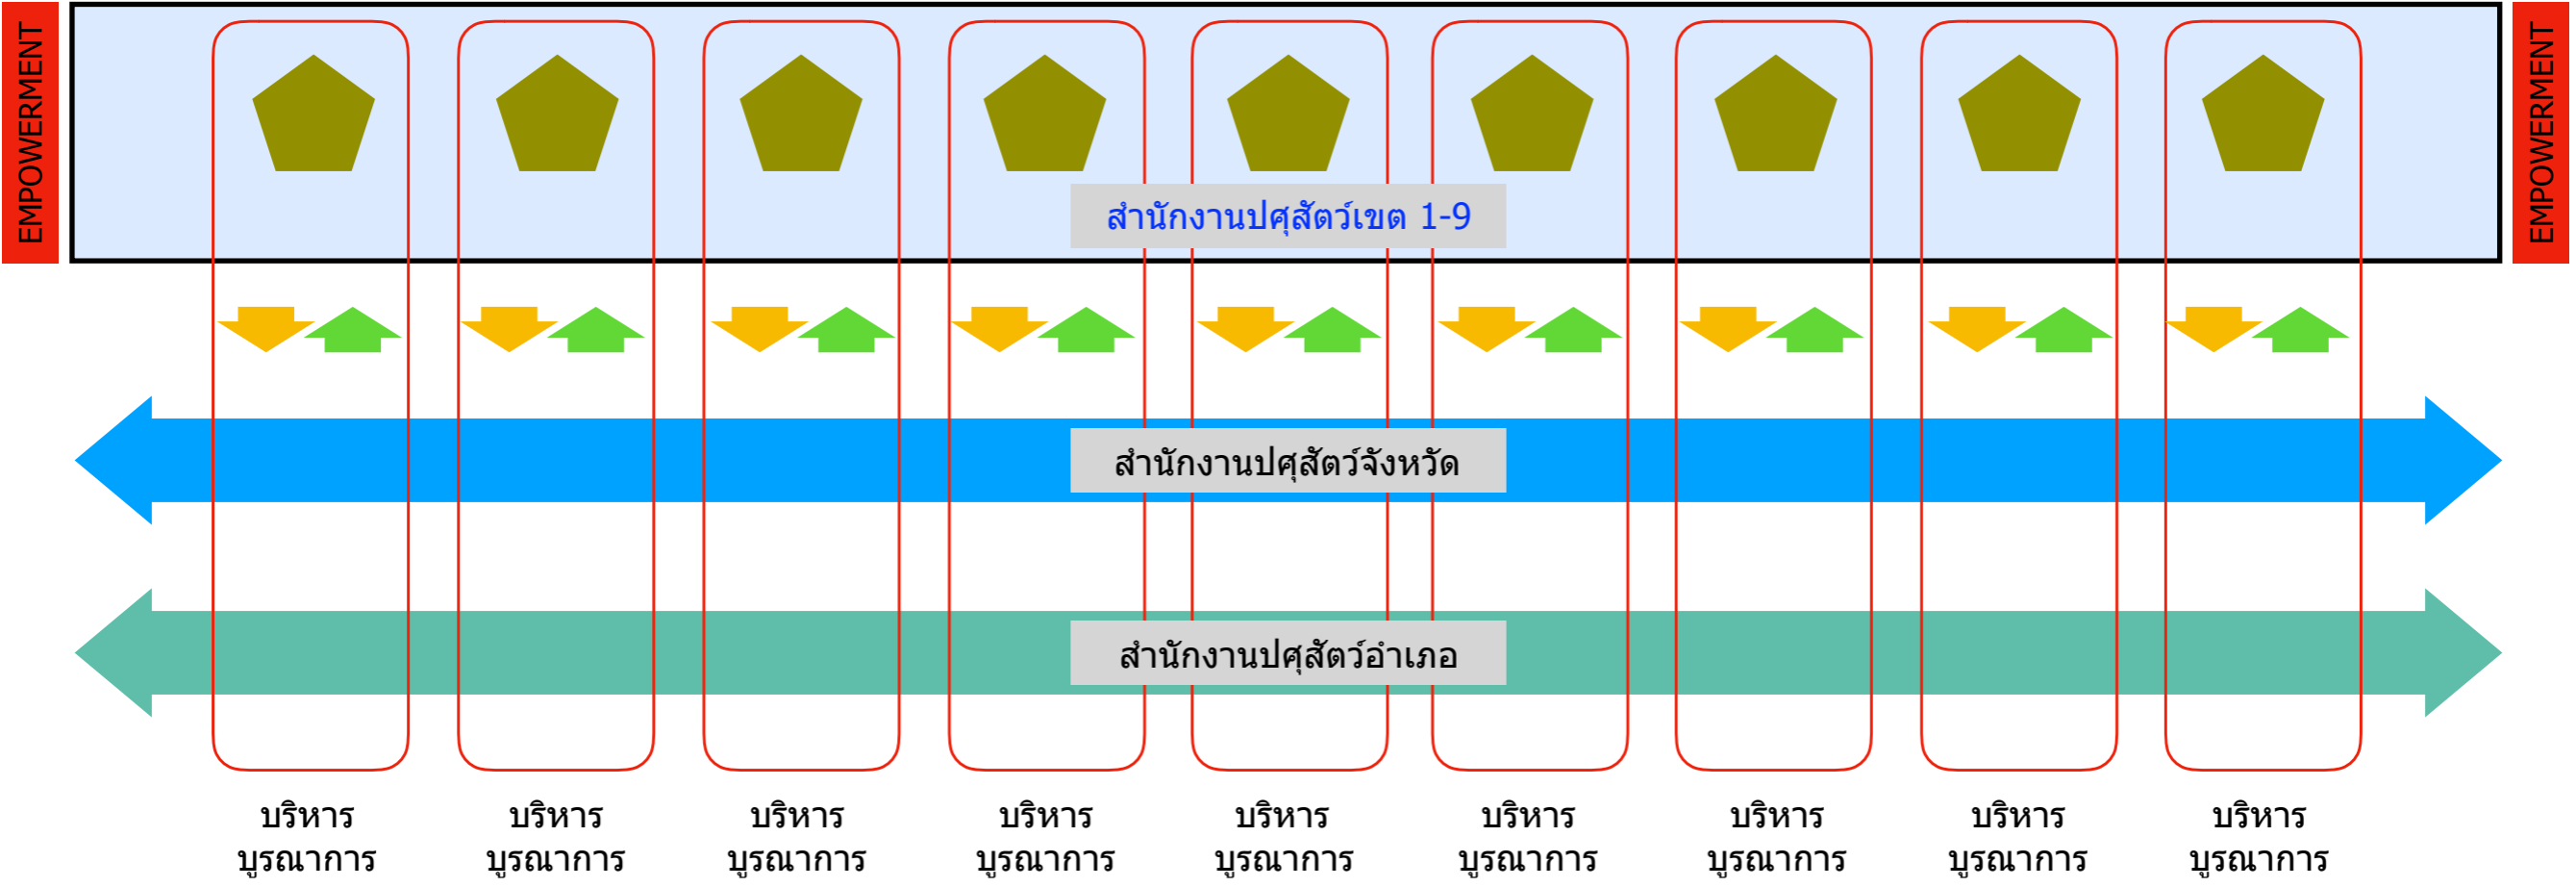 EMPOWERMENT
EMPOWERMENT
สำนักงานปศุสัตว์เขต 1-9
สำนักงานปศุสัตว์จังหวัด
สำนักงานปศุสัตว์อำเภอ
บริหาร
บูรณาการ
บริหาร
บูรณาการ
บริหาร
บูรณาการ
บริหาร
บูรณาการ
บริหาร
บูรณาการ
บริหาร
บูรณาการ
บริหาร
บูรณาการ
บริหาร
บูรณาการ
บริหาร
บูรณาการ